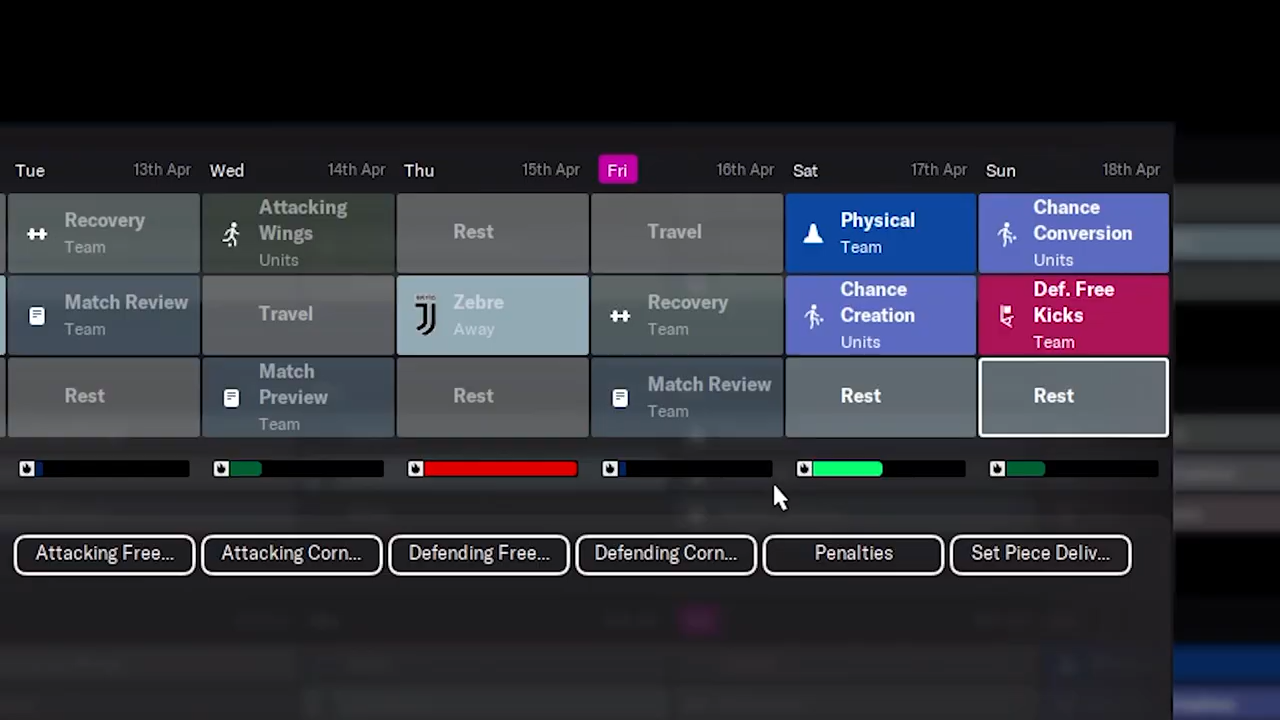 Tue 13th Apr Wed 14th Apr Thu 15th Apr Fri 16th Apr Sat 17th Apr Sun 18th Apr
Recovery
Team
Attacking
Wings
Units
Rest
Travel
Physical
Team
Chance
Conversion
Units
Match Review
Team
Travel
Zebre
Away
Recovery
Team
Chance
Creation
Units
Def. Free
Kicks
Team
Rest
Match
Preview
Team
Rest
Match Review
Team
Rest
Rest
Attacking Free... Attacking Corn... Defending Free... Defending Corn... Penalties Set Piece Deliv...